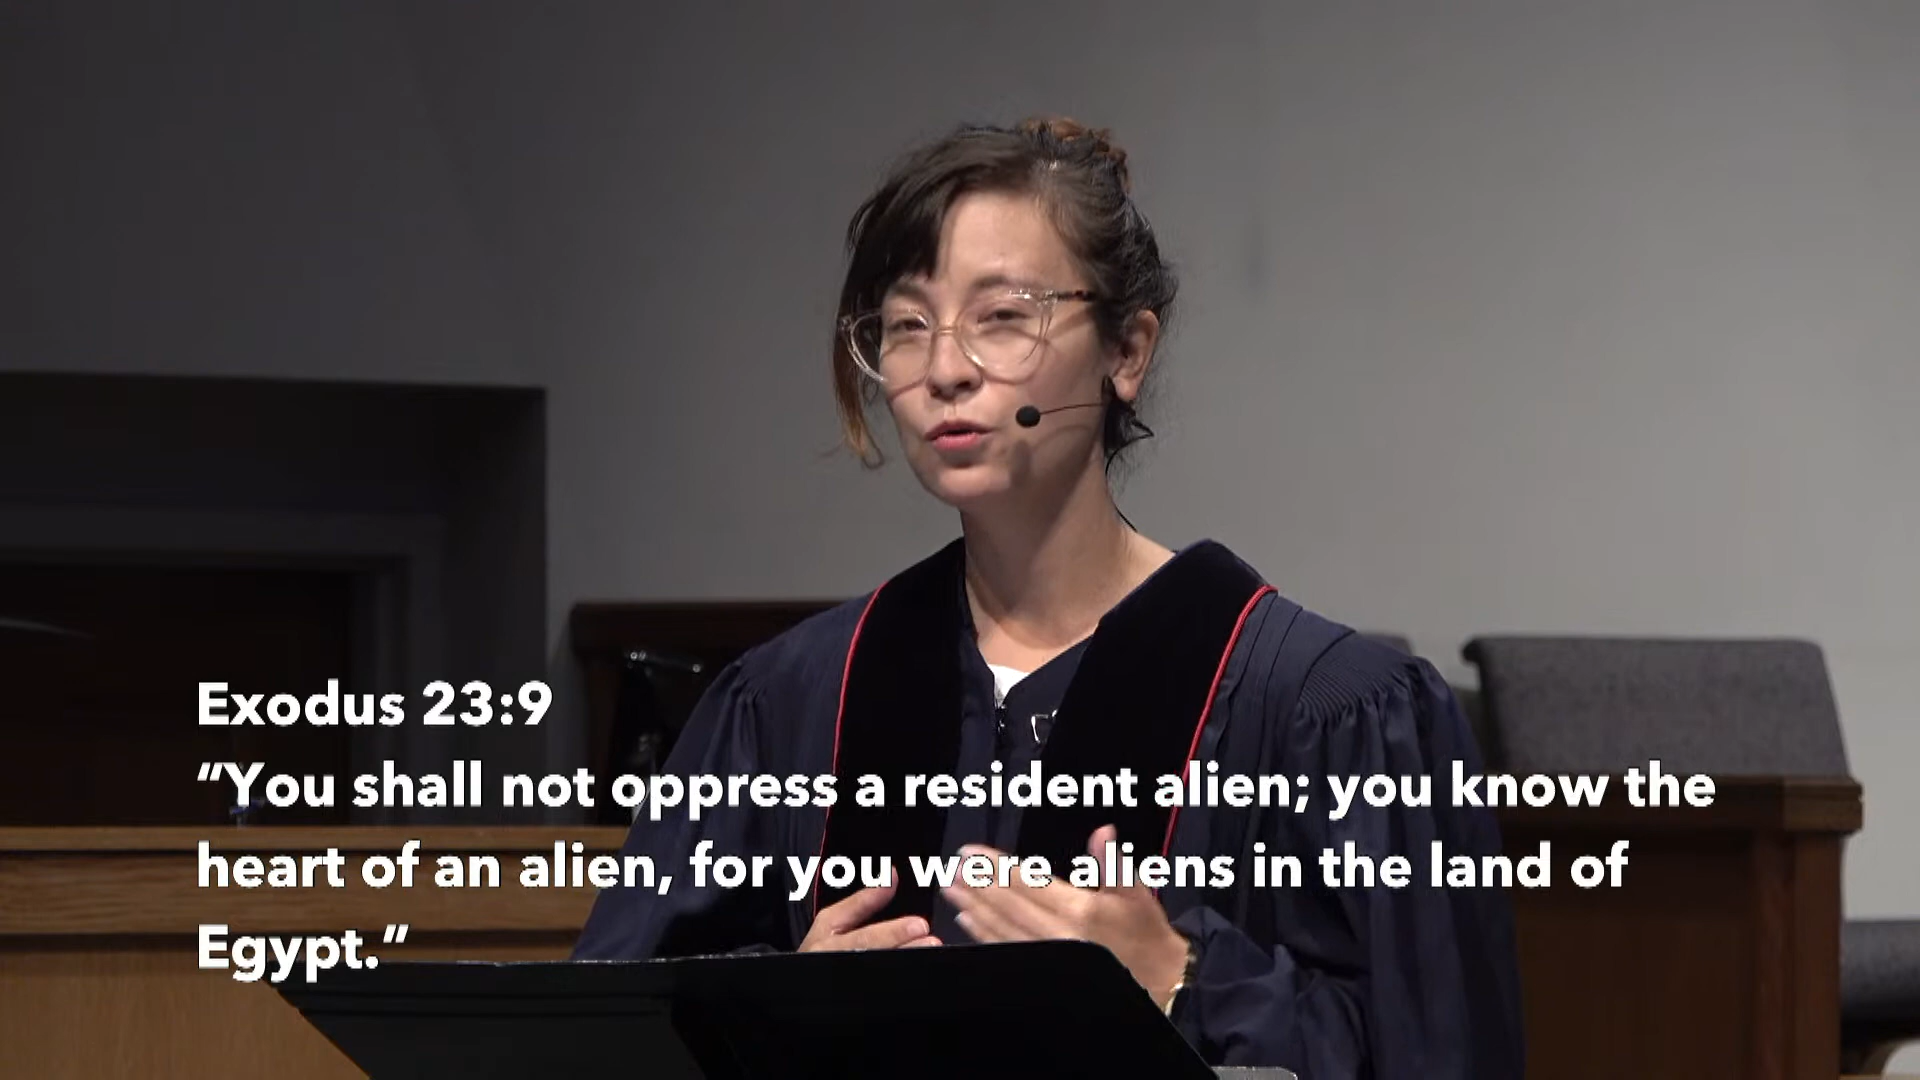 Exodus 23:9
“You shall not oppress a resident alien; you know the
heart of an alien, for you were aliens in the land of
Egypt.”